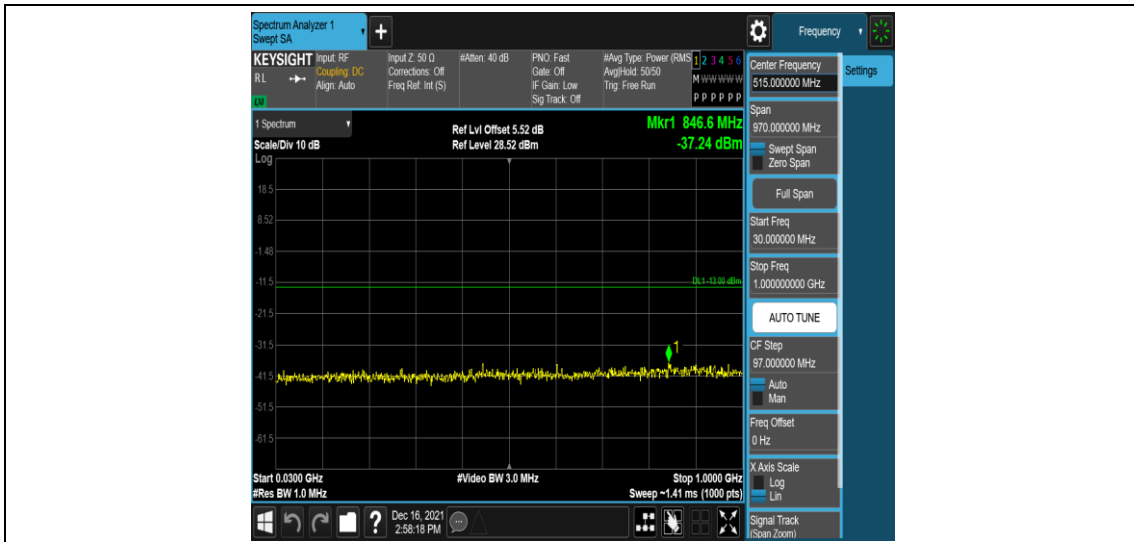 Spectrum Analyzer 1
Swept SA
+
Frequency
KEYSIGHT
RL
LXI
Input: RF
Coupling: DC
Align: Auto
Input Z: 50 Ω
Corrections: Off
Freq Ref: Int (S)
#Atten: 40 dB
PNO: Fast
Gate: Off
IF Gain: Low
Sig Track: Off
#Avg Type: Power (RMS
Avg|Hold: 50/50
Trig: Free Run
1 2 3 4 5 6
M W W W W W
P P P P P P
1 Spectrum
Scale/Div 10 dB
Log
Ref Lvl Offset 5.52 dB
Ref Level 28.52 dBm
Mkr1 846.6 MHz
-37.24 dBm
18.5
8.52
-1.48
-11.5
-21.5
-31.5
-41.5
-51.5
-61.5
DL1 -13.00 dBm
1
Start 0.0300 GHz
#Res BW 1.0 MHz
#Video BW 3.0 MHz
Stop 1.0000 GHz
Sweep ~1.41 ms (1000 pts)
?
Dec 16, 2021
2:58:18 PM
Center Frequency
515.000000 MHz
Settings
Span
970.000000 MHz
Swept Span
Zero Span
Full Span
Start Freq
30.000000 MHz
Stop Freq
1.000000000 GHz
AUTO TUNE
CF Step
97.000000 MHz
Auto
Man
Freq Offset
0 Hz
X Axis Scale
Log
Lin
Signal Track
(Span Zoom)